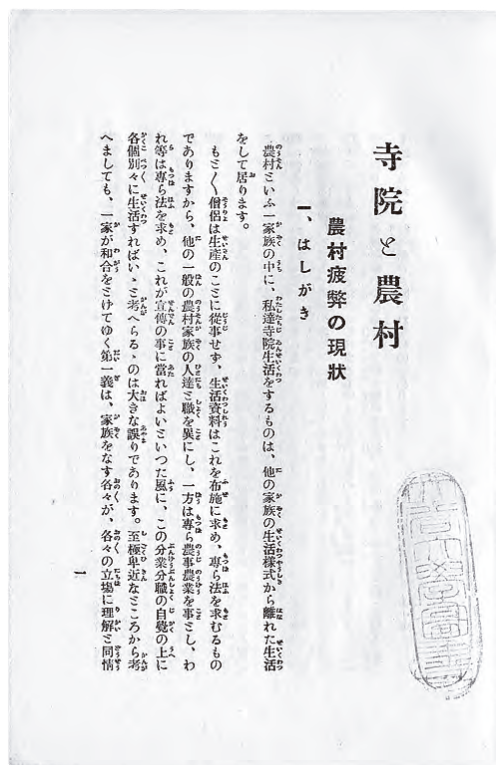 寺院と農村
農村疲弊の現狀
一、はしがき
農村といふ一家族の中に、私達寺院生活をするものは、他の家族の生活樣式から離れた生活
をして居ります。
もと〱僧侶は生産のことに從事せず、生活資料はこれを布施に求め、專ら法を求むるもの
でありますから、他の一般の農村家族の人達と職を異にし、一方は專ら農事農業を事とし、わ
れ等は專ら法を求め、これが宣傳の事に當ればよいといつた風に、この分業分職の自覺の上に
各個別々に生活すればいゝと考へらるゝのは大きな誤りであります。至極卑近なところから考
へましても、一家が和合をとげてゆく第一義は、家族をなす各々が、各々の立場に理解と同情
一